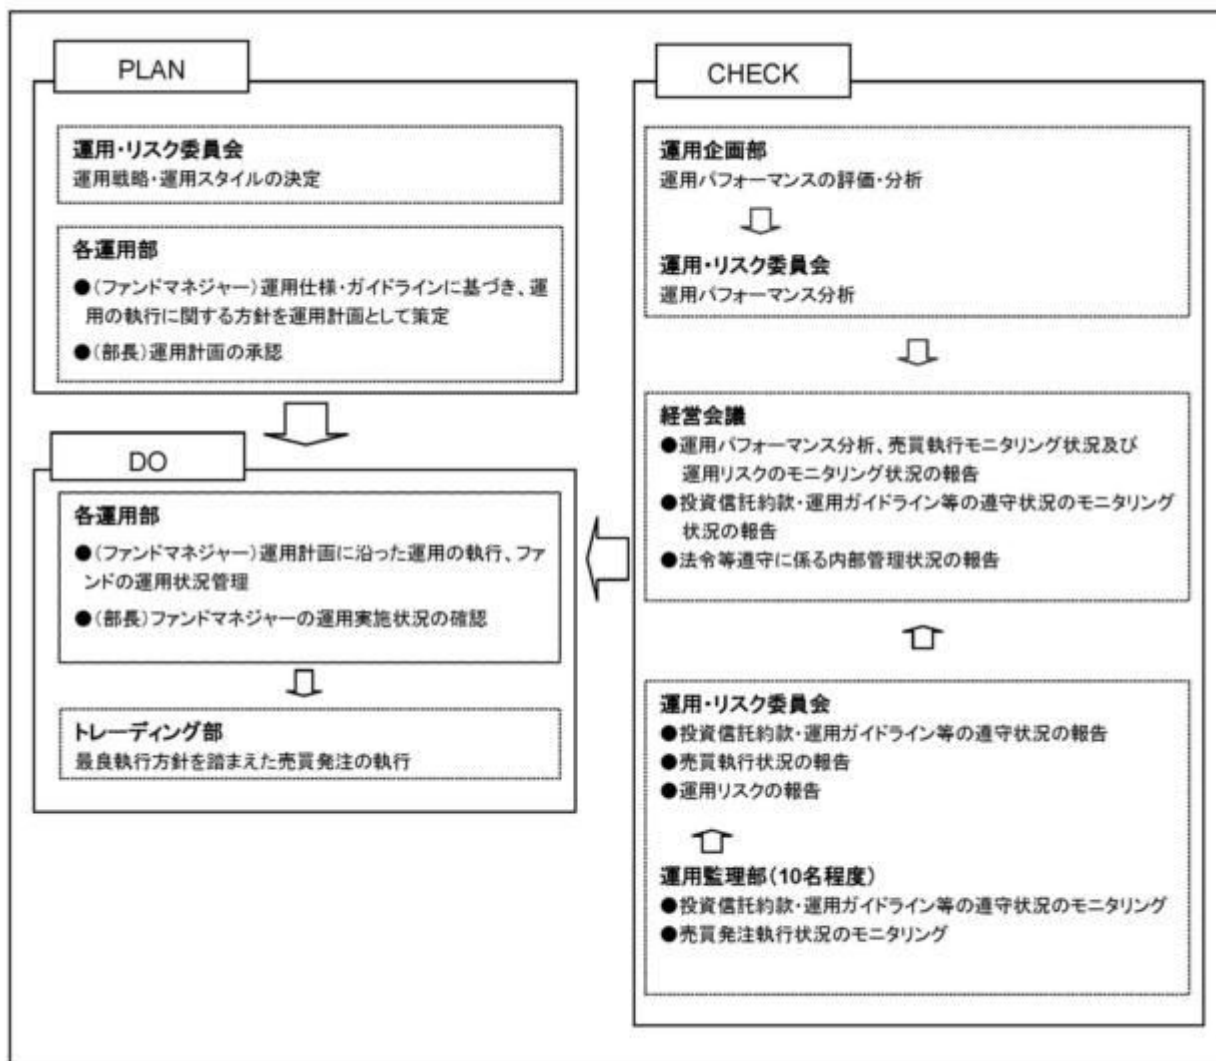 PLAN
運用・リスク委員会
運用戦略・運用スタイルの決定
各運用部
●(ファンドマネジャー)運用仕様・ガイドラインに基づき、運
用の執行に関する方針を運用計画として策定
●(部長)運用計画の承認
DO
各運用部
●(ファンドマネジャー)運用計画に沿った運用の執行、ファ
ンドの運用状況管理
●(部長)ファンドマネジャーの運用実施状況の確認
トレーディング部
最良執行方針を踏まえた売買発注の執行
CHECK
運用企画部
運用パフォーマンスの評価・分析
運用・リスク委員会
運用パフォーマンス分析
経営会議
●運用パフォーマンス分析、売買執行モニタリング状況及び
運用リスクのモニタリング状況の報告
●投資信託約款・運用ガイドライン等の遵守状況のモニタリング
状況の報告
●法令等遵守に係る内部管理状況の報告
運用・リスク委員会
●投資信託約款・運用ガイドライン等の遵守状況の報告
●売買執行状況の報告
●運用リスクの報告
運用監理部(10名程度)
●投資信託約款・運用ガイドライン等の遵守状況のモニタリング
●売買発注執行状況のモニタリング